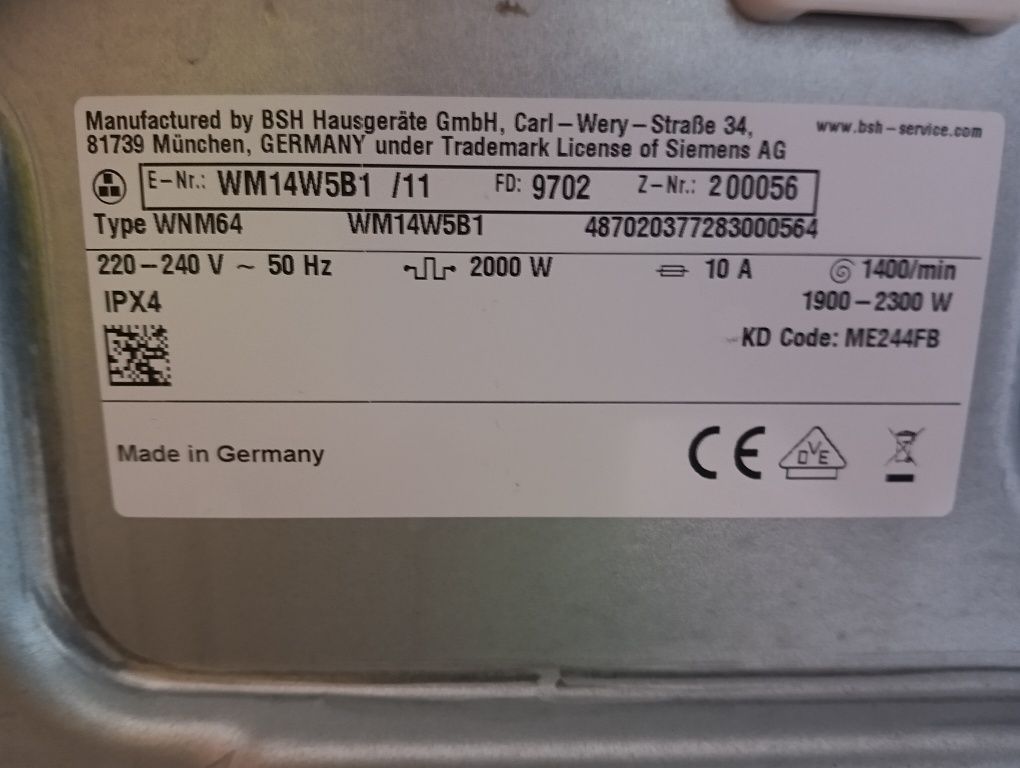 Manufactured by BSH Hausgeräte GmbH, Carl-Wery-Straße 34,
www.bsh-service.com
81739 München, GERMANY under Trademark License of Siemens AG
E-Nr.: WM14W5B1 /11 FD: 9702 Z-Nr.: 200056
Type WNM64 WM14W5B1 487020377283000564
220-240 V ~ 50 Hz 2000 W 10 A 1400/min
IPX4 1900-2300 W
KD Code: ME244FB
Made in Germany CE DVE